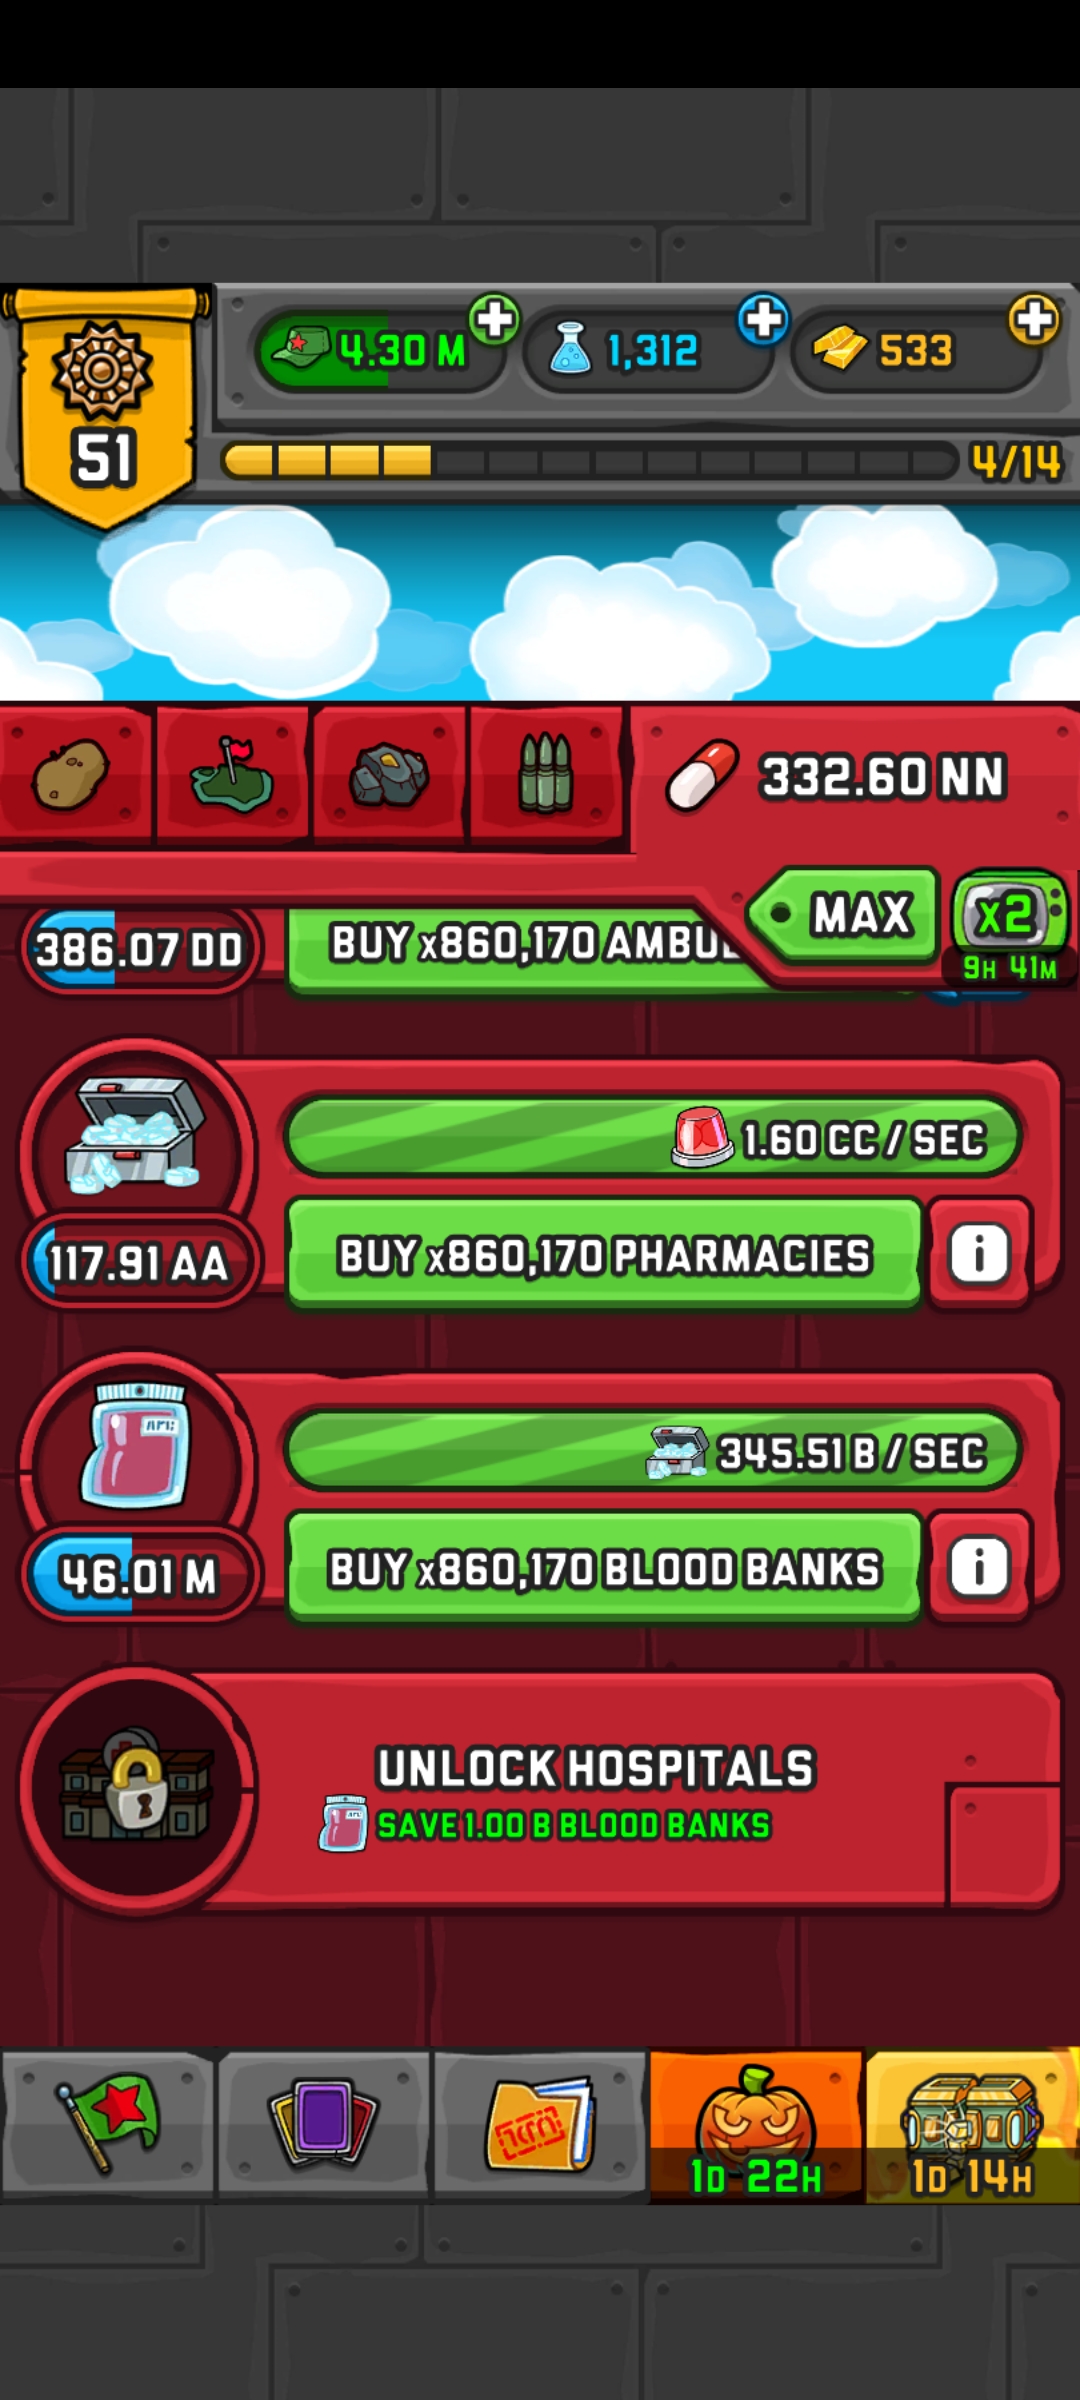 4.30 M
1,312
533
51
4/14
332.60 NN
MAX
x2
9H 41M
386.07 DD
BUY x860,170
1.60 CC / SEC
117.91 AA
BUY x860,170 PHARMACIES
i
345.51 B / SEC
46.01 M
BUY x860,170 BLOOD BANKS
i
UNLOCK HOSPITALS
SAVE 1.00 B BLOOD BANKS
1D 22H
1D 14H